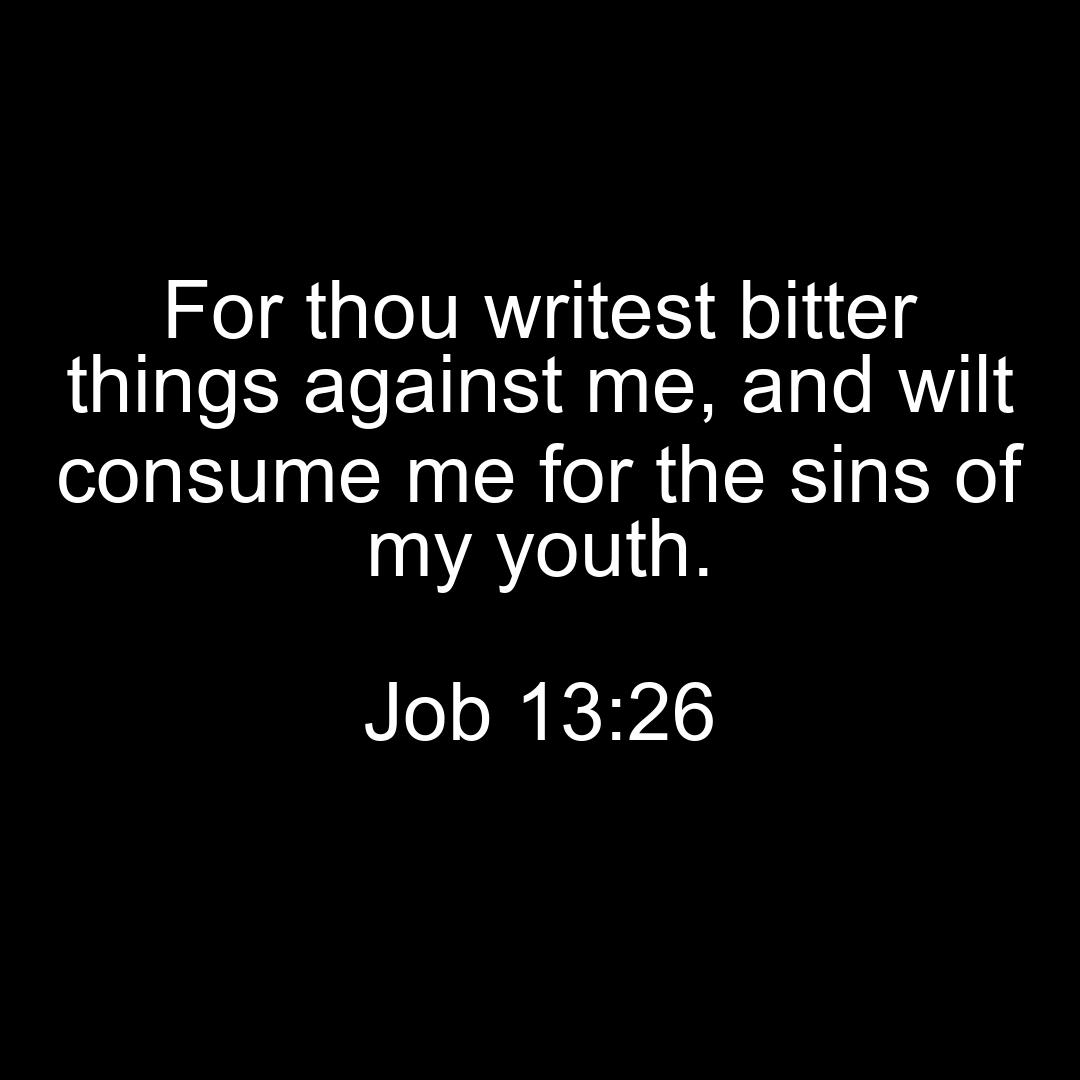 For thou writest bitter
things against me, and wilt
consume me for the sins of
my youth.
Job 13:26